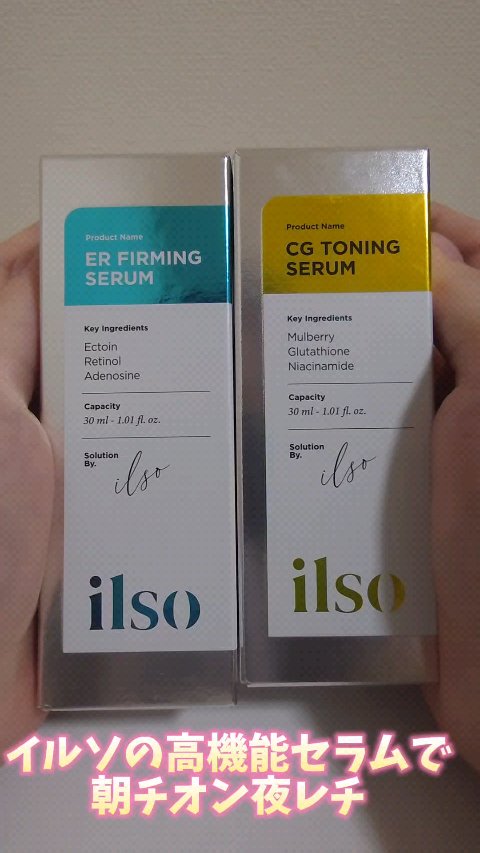 Product Name
ER FIRMING
SERUM
Key Ingredients
Ectoin
Retinol
Adenosine
Capacity
30 ml - 1.01 fl. oz.
Solution
By.
ilso
ilso
Product Name
CG TONING
SERUM
Key Ingredients
Mulberry
Glutathione
Niacinamide
Capacity
30 ml - 1.01 fl. oz.
Solution
By.
ilso
ilso
イルソの高機能セラムで
朝チオン夜レチ